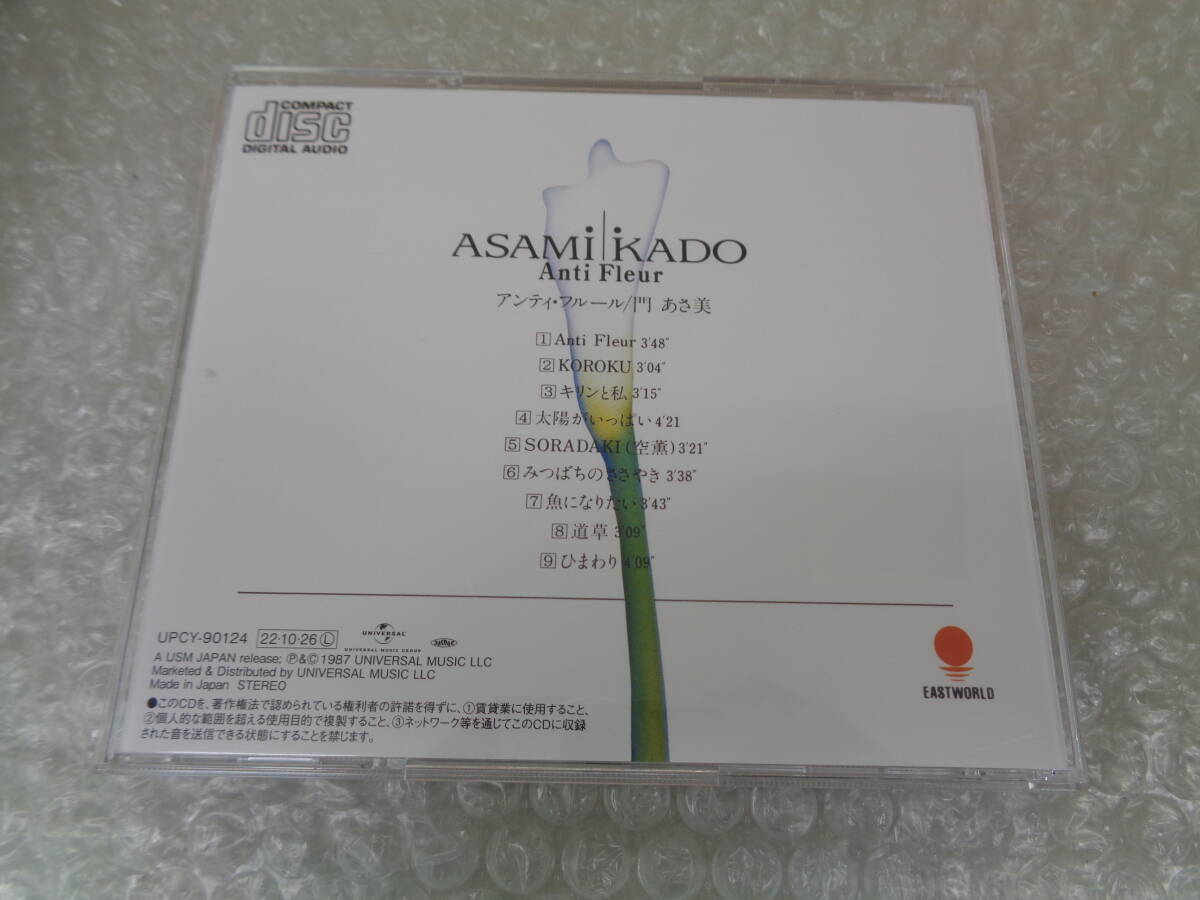 COMPACT
disc
DIGITAL AUDIO
ASAMi KADO
Anti Fleur
アンティ・フルール/門 あさ美
1 Anti Fleur 3'48"
2 KOROKU 3'04"
3 キリンと私 3'15"
4 太陽がいっぱい 4'21
5 SORADAKI (空薫) 3'21"
6 みつばちのささやき 3'38"
7 魚になりたい 3'43"
8 道草 3'09"
9 ひまわり 4'09"
UPCY-90124 22・10・26 Ⓛ UNIVERSAL
UNIVERSAL MUSIC GROUP
A USM JAPAN release; Ⓟ&Ⓒ 1987 UNIVERSAL MUSIC LLC
Marketed & Distributed by UNIVERSAL MUSIC LLC
Made in Japan STEREO
●このCDを、著作権法で認められている権利者の許諾を得ずに、①賃貸業に使用すること、
②個人的な範囲を超える使用目的で複製すること、③ネットワーク等を通じてこのCDに収録
された音を送信できる状態にすることを禁じます。
EASTWORLD